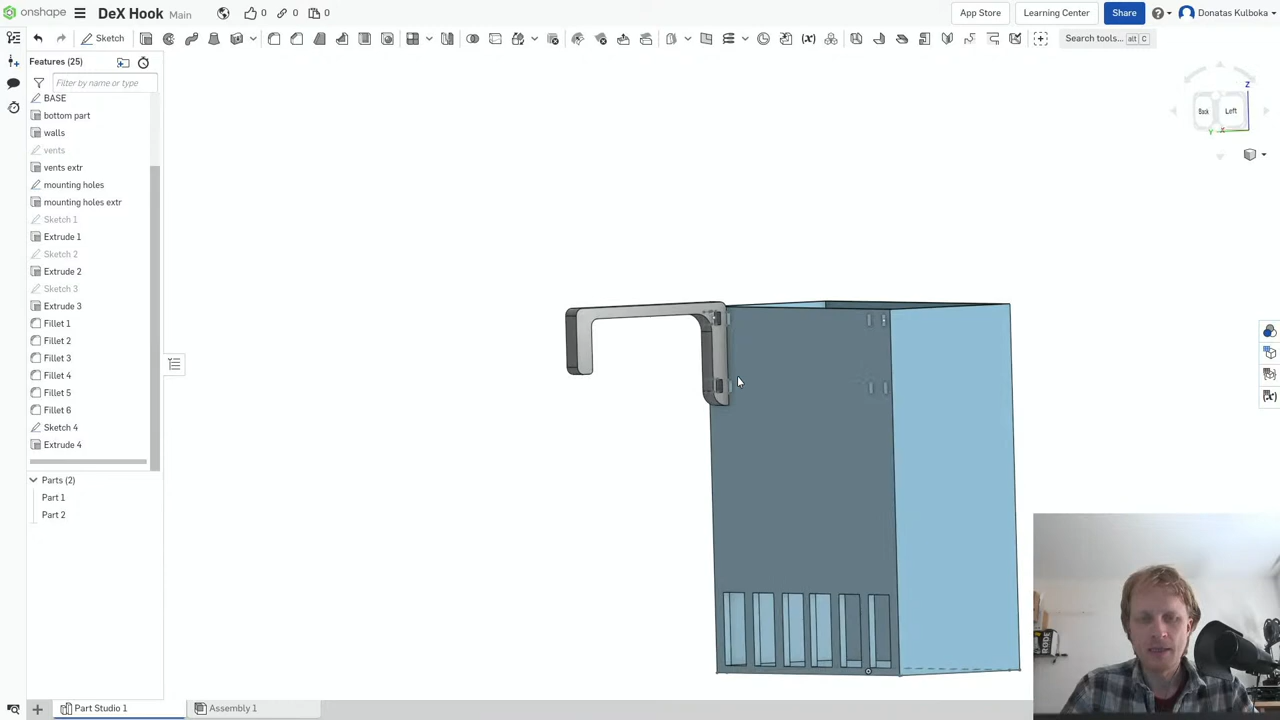 onshape
DeX Hook Main
0 0 0
App Store
Learning Center
Share
Donatas Kulboka
Sketch
Search tools... alt C
Features (25)
Filter by name or type
BASE
bottom part
walls
vents
vents extr
mounting holes
mounting holes extr
Sketch 1
Extrude 1
Sketch 2
Extrude 2
Sketch 3
Extrude 3
Fillet 1
Fillet 2
Fillet 3
Fillet 4
Fillet 5
Fillet 6
Sketch 4
Extrude 4
Parts (2)
Part 1
Part 2
Z
Back
Left
Y
X
RODE
Part Studio 1
Assembly 1